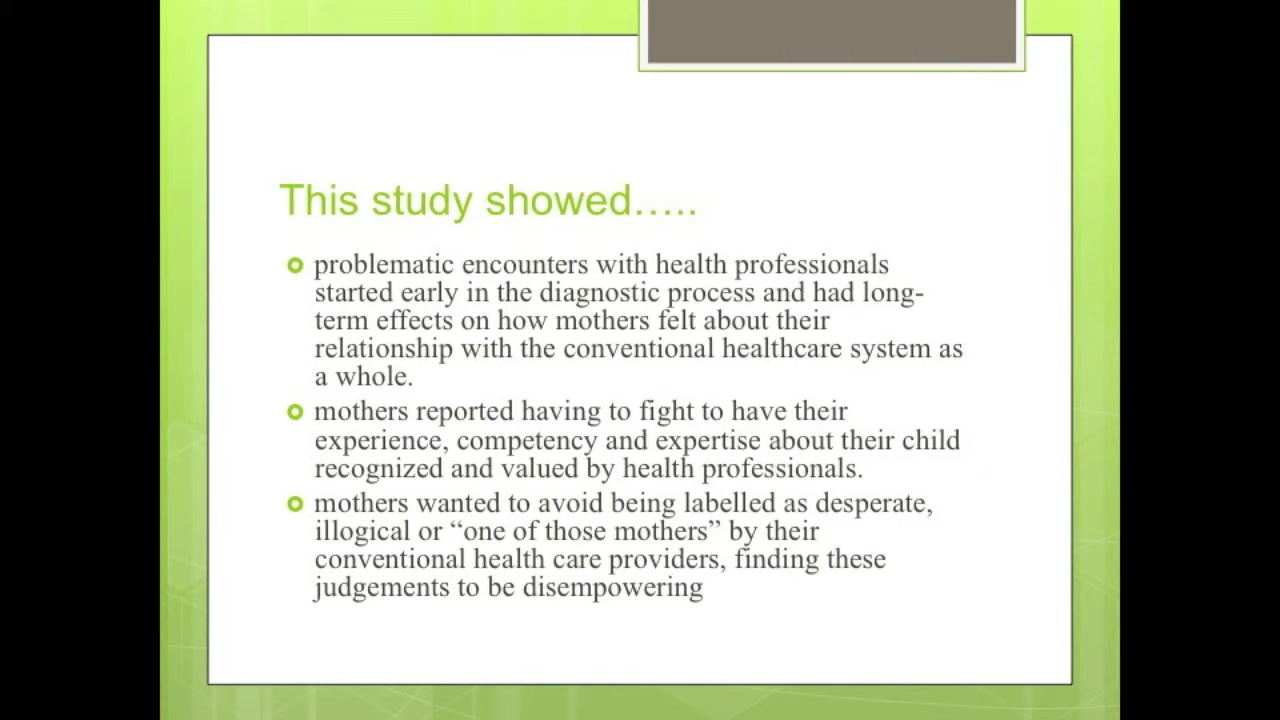 This study showed…..
problematic encounters with health professionals
started early in the diagnostic process and had long-
term effects on how mothers felt about their
relationship with the conventional healthcare system as
a whole.
mothers reported having to fight to have their
experience, competency and expertise about their child
recognized and valued by health professionals.
mothers wanted to avoid being labelled as desperate,
illogical or “one of those mothers” by their
conventional health care providers, finding these
judgements to be disempowering